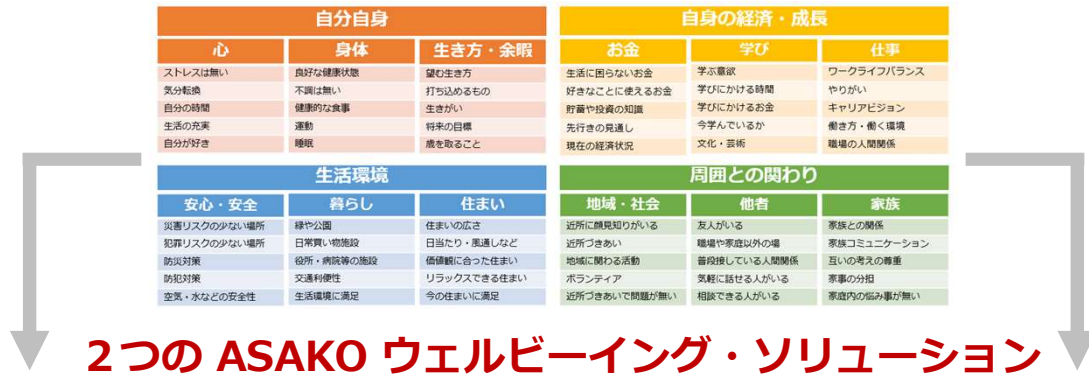 自分自身
心 身体 生き方・余暇
ストレスは無い 良好な健康状態 望む生き方
気分転換 不調は無い 打ち込めるもの
自分の時間 健康的な食事 生きがい
生活の充実 運動 将来の目標
自分が好き 睡眠 歳を取ること
自身の経済・成長
お金 学び 仕事
生活に困らないお金 学ぶ意欲 ワークライフバランス
好きなことに使えるお金 学びにかける時間 やりがい
貯蓄や投資の知識 学びにかけるお金 キャリアビジョン
先行きの見通し 今学んでいるか 働き方・働く環境
現在の経済状況 文化・芸術 職場の人間関係
生活環境
安心・安全 暮らし 住まい
災害リスクの少ない場所 緑や公園 住まいの広さ
犯罪リスクの少ない場所 日常買い物施設 日当たり・風通しなど
防災対策 役所・病院等の施設 価値観に合った住まい
防犯対策 交通利便性 リラックスできる住まい
空気・水などの安全性 生活環境に満足 今の住まいに満足
周囲との関わり
地域・社会 他者 家族
近所に顔見知りがいる 友人がいる 家族との関係
近所づきあい 職場や家庭以外の場 家族コミュニケーション
地域に関わる活動 普段接している人間関係 互いの考えの尊重
ボランティア 気軽に話せる人がいる 家事の分担
近所づきあいで問題が無い 相談できる人がいる 家庭内の悩み事が無い
２つの ASAKO ウェルビーイング・ソリューション